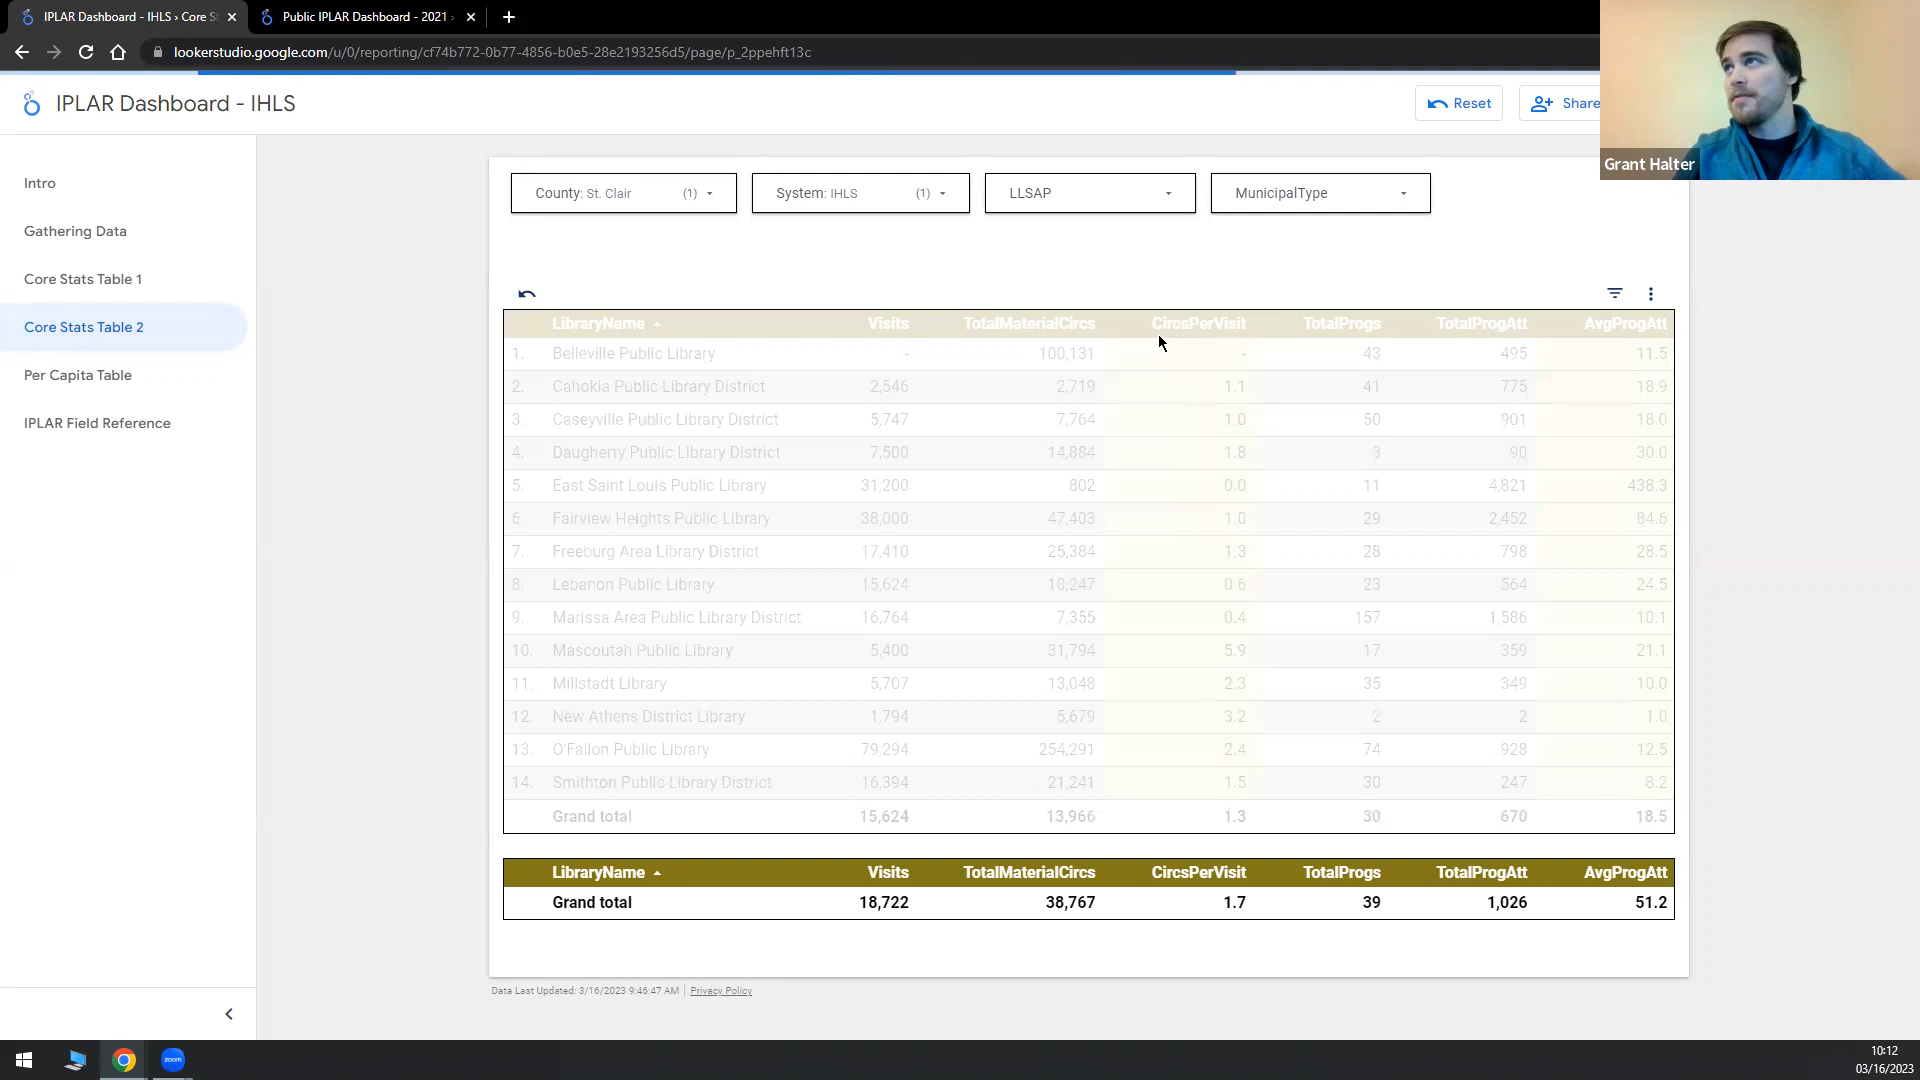 IPLAR Dashboard - IHLS › Core S
Public IPLAR Dashboard - 2021
lookerstudio.google.com/u/0/reporting/cf74b772-0b77-4856-b0e5-28e2193256d5/page/p_2ppehft13c
IPLAR Dashboard - IHLS
Reset
Share
Grant Halter
Intro
Gathering Data
Core Stats Table 1
Core Stats Table 2
Per Capita Table
IPLAR Field Reference
County: St. Clair (1)
System: IHLS (1)
LLSAP
MunicipalType
LibraryName Visits TotalMaterialCircs CircsPerVisit TotalProgs TotalProgAtt AvgProgAtt
1. Belleville Public Library - 100,131 - 43 495 11.5
2. Cahokia Public Library District 2,546 2,719 1.1 41 775 18.9
3. Caseyville Public Library District 5,747 7,764 1.0 50 901 18.0
4. Daugherty Public Library District 7,500 14,884 1.8 3 90 30.0
5. East Saint Louis Public Library 31,200 802 0.0 11 4,821 438.3
6. Fairview Heights Public Library 38,000 47,403 1.0 29 2,452 84.6
7. Freeburg Area Library District 17,410 25,384 1.3 28 798 28.5
8. Lebanon Public Library 15,624 10,247 0.6 23 564 24.5
9. Marissa Area Public Library District 16,764 7,355 0.4 157 1,586 10.1
10. Mascoutah Public Library 5,400 31,794 5.9 17 359 21.1
11. Millstadt Library 5,707 13,048 2.3 35 349 10.0
12. New Athens District Library 1,794 5,679 3.2 2 2 1.0
13. O'Fallon Public Library 79,294 254,291 2.4 74 928 12.5
14. Smithton Public Library District 16,394 21,241 1.5 30 247 8.2
Grand total 15,624 13,966 1.3 30 670 18.5
LibraryName Visits TotalMaterialCircs CircsPerVisit TotalProgs TotalProgAtt AvgProgAtt
Grand total 18,722 38,767 1.7 39 1,026 51.2
Data Last Updated: 3/16/2023 9:46:47 AM | Privacy Policy
zoom
10:12
03/16/2023